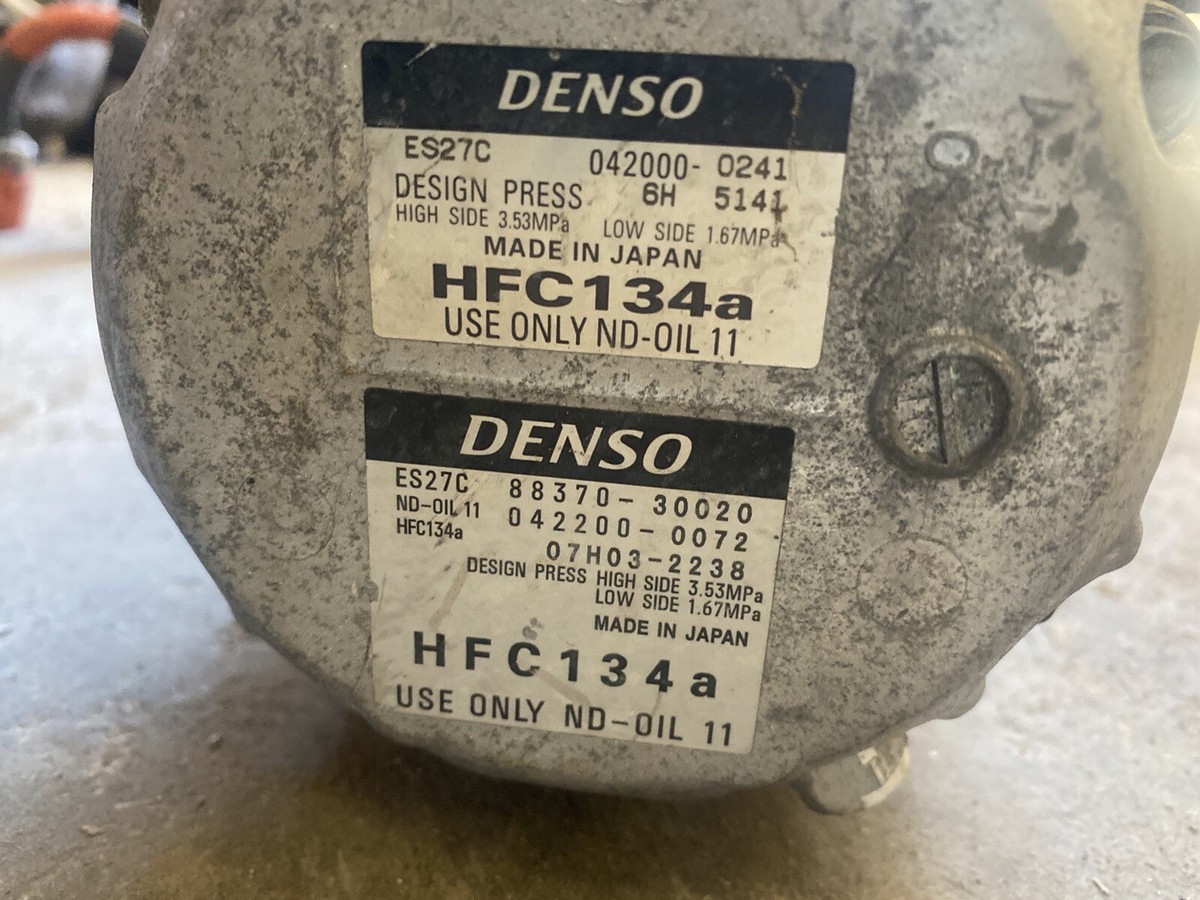 DENSO
ES27C 042000- 0241
DESIGN PRESS 6H 5141
HIGH SIDE 3.53MPa LOW SIDE 1.67MPa
MADE IN JAPAN
HFC134a
USE ONLY ND-OIL 11
DENSO
ES27C 88370-30020
ND-OIL 11 042200-0072
HFC134a 07H03-2238
DESIGN PRESS HIGH SIDE 3.53MPa
LOW SIDE 1.67MPa
MADE IN JAPAN
HFC134a
USE ONLY ND-OIL 11